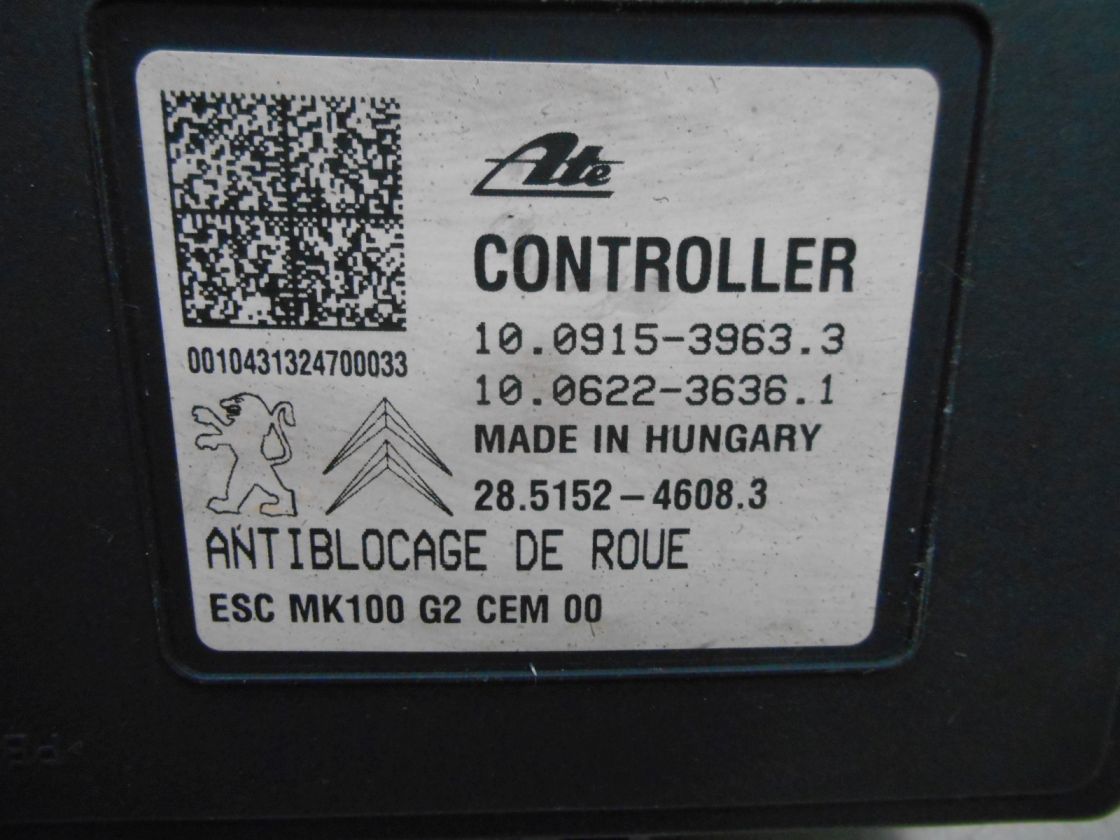 Ate
CONTROLLER
10.0915-3963.3
10.0622-3636.1
MADE IN HUNGARY
28.5152-4608.3
0010431324700033
ANTIBLOCAGE DE ROUE
ESC MK100 G2 CEM 00